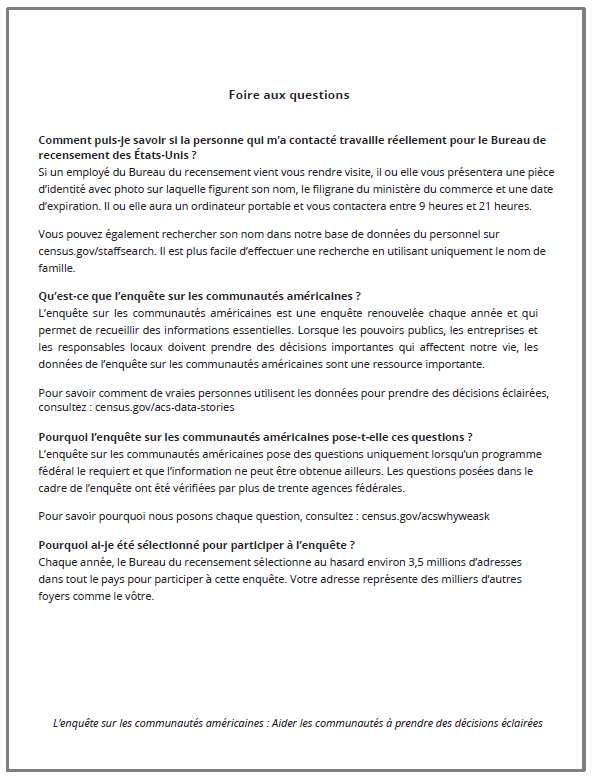 Foire aux questions
Comment puis-je savoir si la personne qui m’a contacté travaille réellement pour le Bureau de
recensement des États-Unis ?
Si un employé du Bureau du recensement vient vous rendre visite, il ou elle vous présentera une pièce
d’identité avec photo sur laquelle figurent son nom, le filigrane du ministère du commerce et une date
d’expiration. Il ou elle aura un ordinateur portable et vous contactera entre 9 heures et 21 heures.
Vous pouvez également rechercher son nom dans notre base de données du personnel sur
census.gov/staffsearch. Il est plus facile d’effectuer une recherche en utilisant uniquement le nom de
famille.
Qu’est-ce que l’enquête sur les communautés américaines ?
L’enquête sur les communautés américaines est une enquête renouvelée chaque année et qui
permet de recueillir des informations essentielles. Lorsque les pouvoirs publics, les entreprises et
les responsables locaux doivent prendre des décisions importantes qui affectent notre vie, les
données de l’enquête sur les communautés américaines sont une ressource importante.
Pour savoir comment de vraies personnes utilisent les données pour prendre des décisions éclairées,
consultez : census.gov/acs-data-stories
Pourquoi l’enquête sur les communautés américaines pose-t-elle ces questions ?
L’enquête sur les communautés américaines pose des questions uniquement lorsqu’un programme
fédéral le requiert et que l’information ne peut être obtenue ailleurs. Les questions posées dans le
cadre de l’enquête ont été vérifiées par plus de trente agences fédérales.
Pour savoir pourquoi nous posons chaque question, consultez : census.gov/acswhyweask
Pourquoi ai-je été sélectionné pour participer à l’enquête ?
Chaque année, le Bureau du recensement sélectionne au hasard environ 3,5 millions d’adresses
dans tout le pays pour participer à cette enquête. Votre adresse représente des milliers d’autres
foyers comme le vôtre.
L’enquête sur les communautés américaines : Aider les communautés à prendre des décisions éclairées